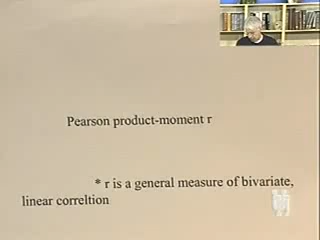 Pearson product-moment r
* r is a general measure of bivariate,
linear correltion